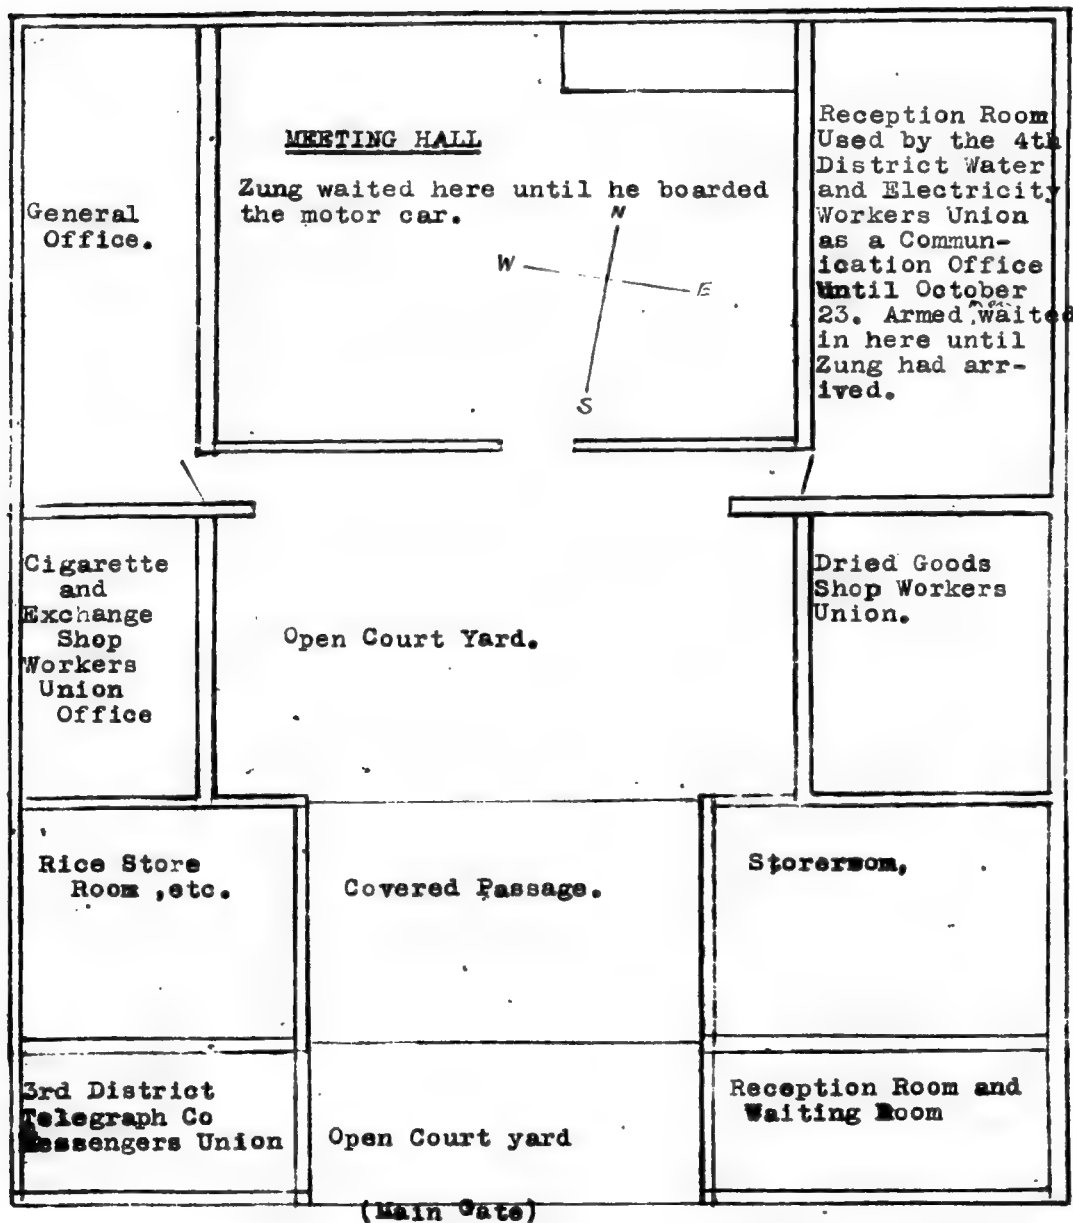 MEETING HALL
Zung waited here until he boarded
the motor car.
N
W
E
S
General
Office.
Reception Room
Used by the 4th
District Water
and Electricity
Workers Union
as a Commun-
ication Office
Until October
23. Armed men waited
in here until
Zung had arr-
ived.
Cigarette
and
Exchange
Shop
Workers
Union
Office
Open Court Yard.
Dried Goods
Shop Workers
Union.
Rice Store
Room ,etc.
Covered Passage.
Storeroom,
3rd District
Telegraph Co
Messengers Union
Open Court yard
Reception Room and
Waiting Room
(Main Gate)